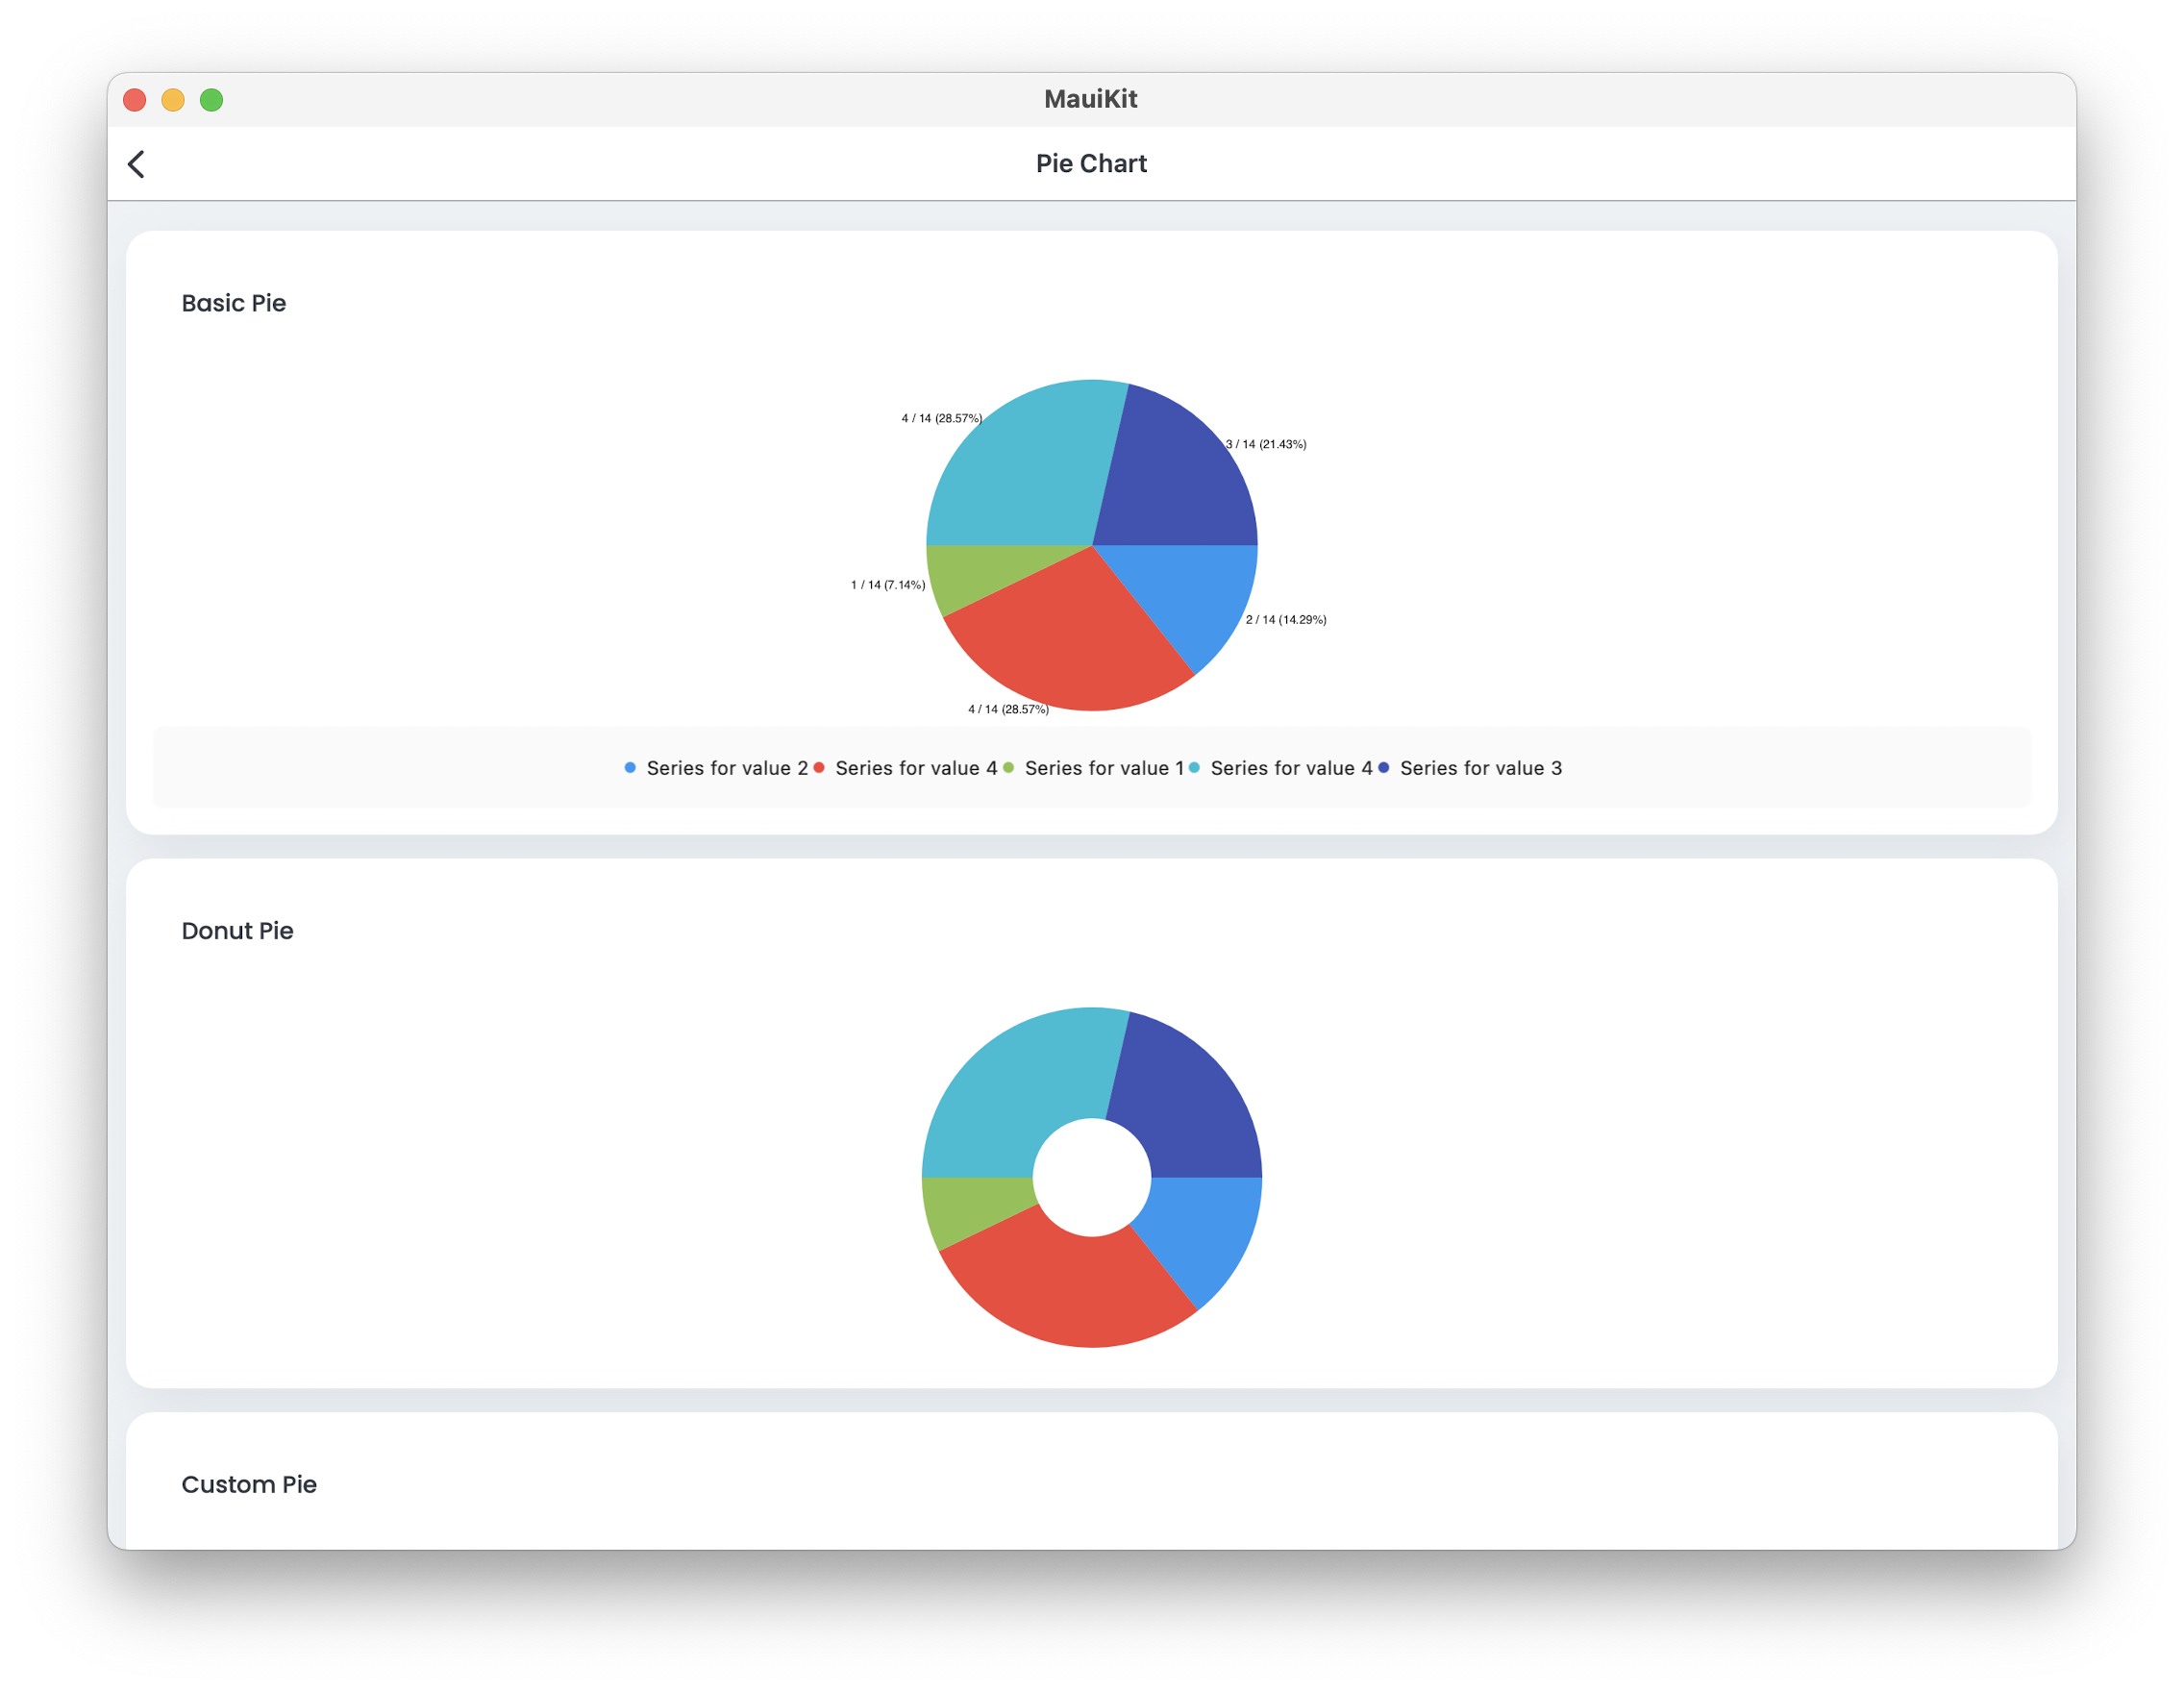 MauiKit
Pie Chart
Basic Pie
4 / 14 (28.57%)
3 / 14 (21.43%)
1 / 14 (7.14%)
2 / 14 (14.29%)
4 / 14 (28.57%)
Series for value 2 Series for value 4 Series for value 1 Series for value 4 Series for value 3
Donut Pie
Custom Pie